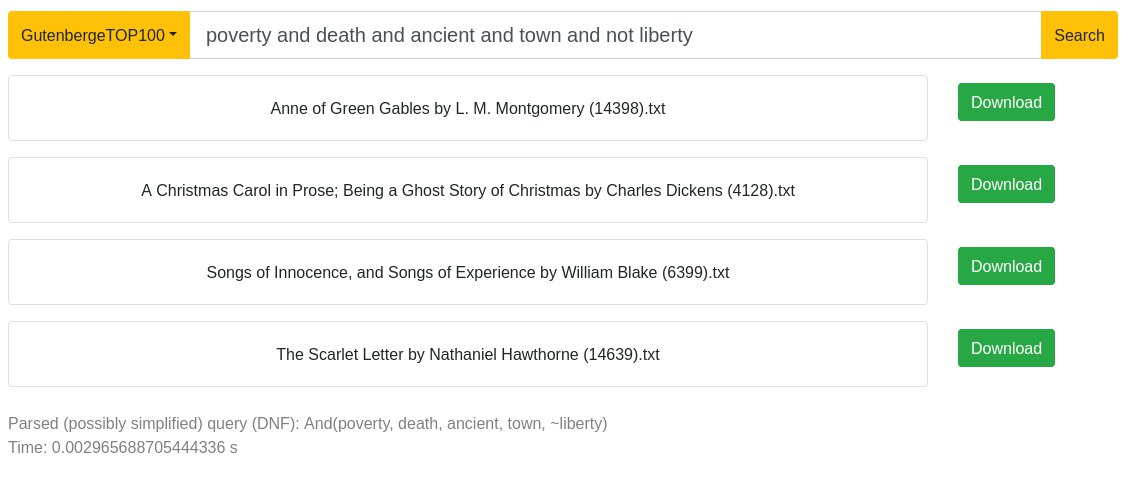 GutenbergeTOP100 poverty and death and ancient and town and not liberty Search
Anne of Green Gables by L. M. Montgomery (14398).txt Download
A Christmas Carol in Prose; Being a Ghost Story of Christmas by Charles Dickens (4128).txt Download
Songs of Innocence, and Songs of Experience by William Blake (6399).txt Download
The Scarlet Letter by Nathaniel Hawthorne (14639).txt Download
Parsed (possibly simplified) query (DNF): And(poverty, death, ancient, town, ~liberty)
Time: 0.002965688705444336 s